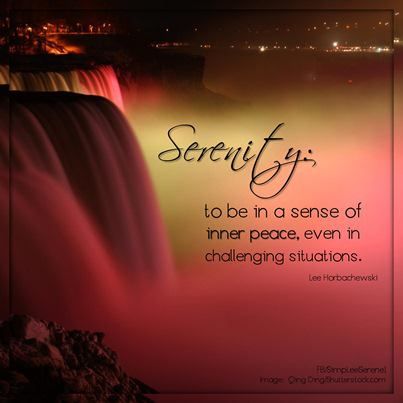 Serenity:
to be in a sense of
inner peace, even in
challenging situations.
Lee Horbachewski
FB/SimpLeeSerene1
Image: Qing Ding/Shutterstock.com